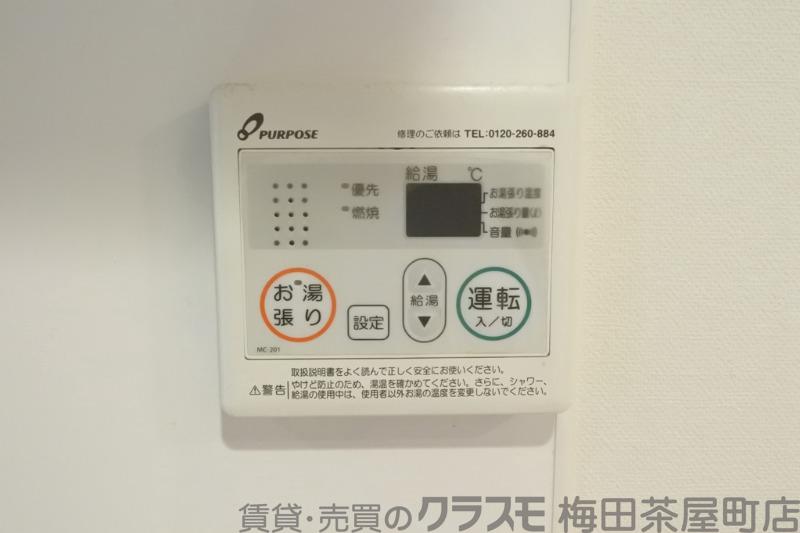 PURPOSE
修理のご依頼は TEL:0120-260-884
給湯 ℃
優先
燃焼
お湯張り温度
お湯張り量(よ)
音量
お湯張り
設定
▲
給湯
▼
運転
入/切
MC-201
取扱説明書をよく読んで正しく安全にお使いください。
⚠警告
やけど防止のため、湯温を確かめてください。さらに、シャワー、
給湯の使用中は、使用者以外お湯の温度を変更しないでください。
賃貸・売買のクラスモ 梅田茶屋町店